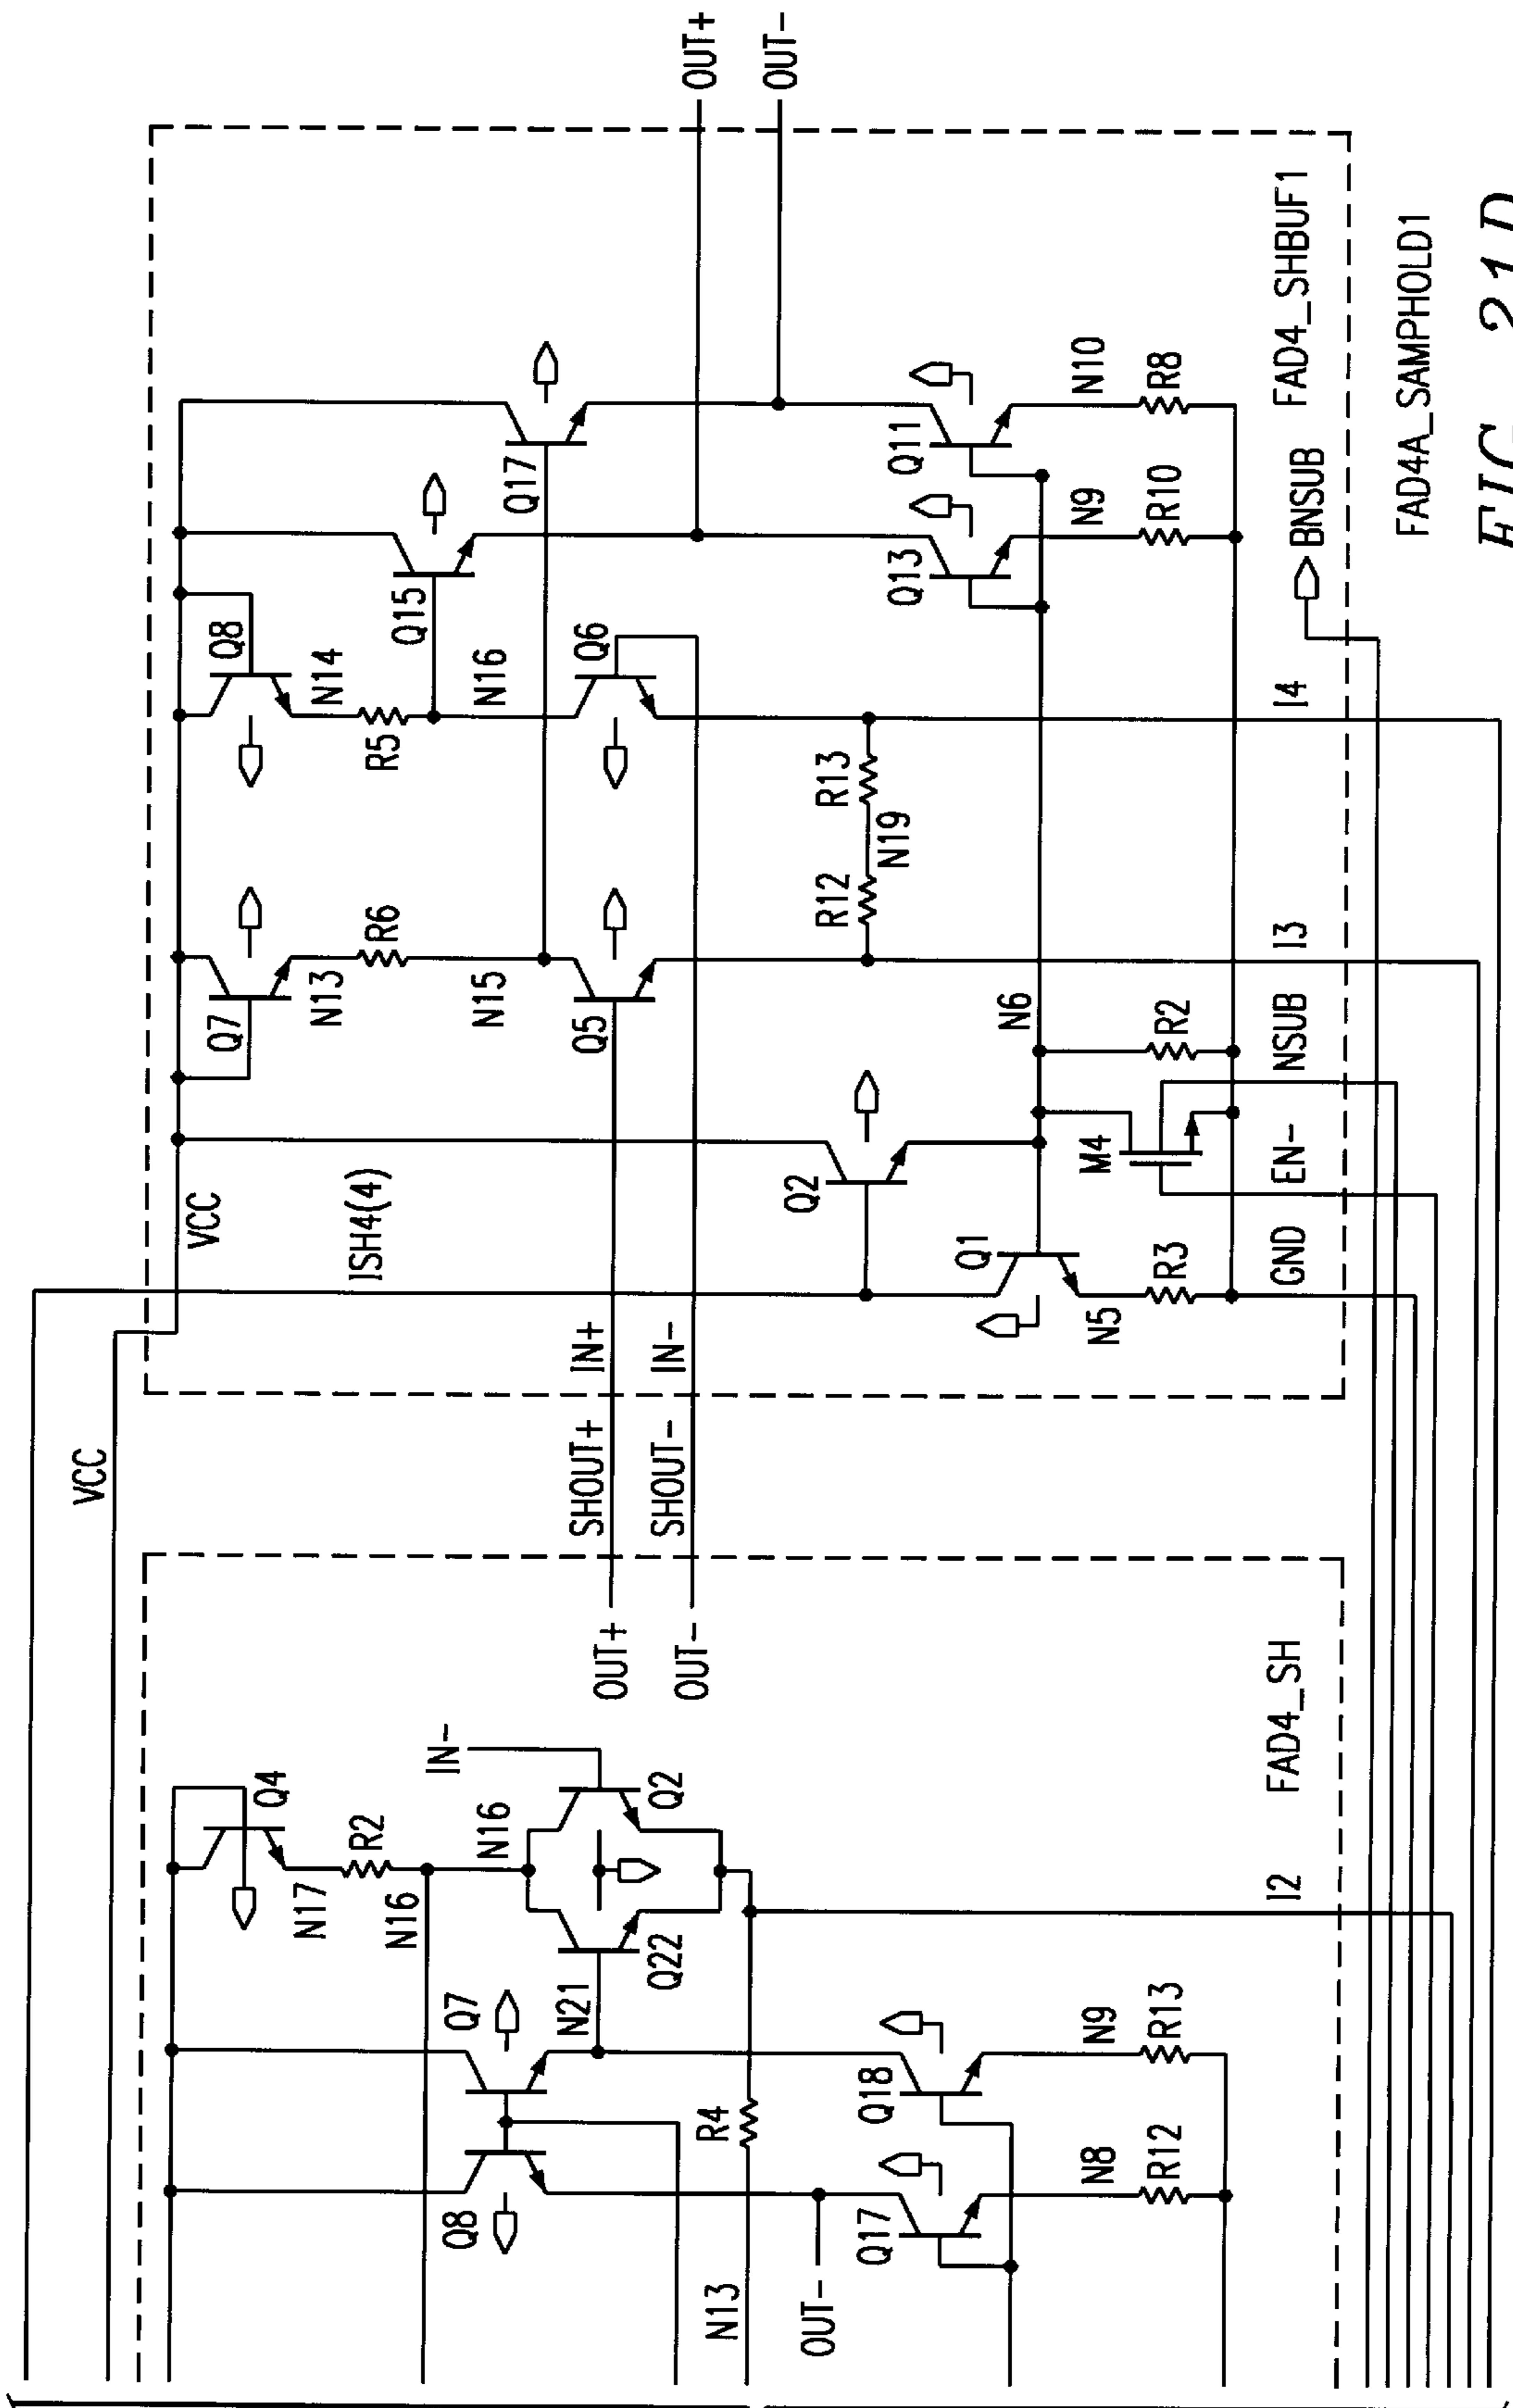 VCC
VCC
ISH4(4)
Q7
N13
R6
Q8
N14
R5
Q15
Q17
N15
N16
Q5
Q6
SHOUT+
IN+
SHOUT-
IN-
OUT+
OUT-
OUT+
OUT-
Q2
R12
R13
N19
N6
Q1
N5
R3
M4
R2
Q13
Q11
N9
N10
R10
R8
GND
EN-
NSUB
I3
I4
BNSUB
FAD4_SHBUF1
FAD4A_SAMPHOLD1
Q4
N17
R2
N16
N16
IN-
Q8
Q7
N21
Q22
Q2
R4
N13
OUT-
Q17
Q18
N8
N9
R12
R13
I2
FAD4_SH
FIG. 21D